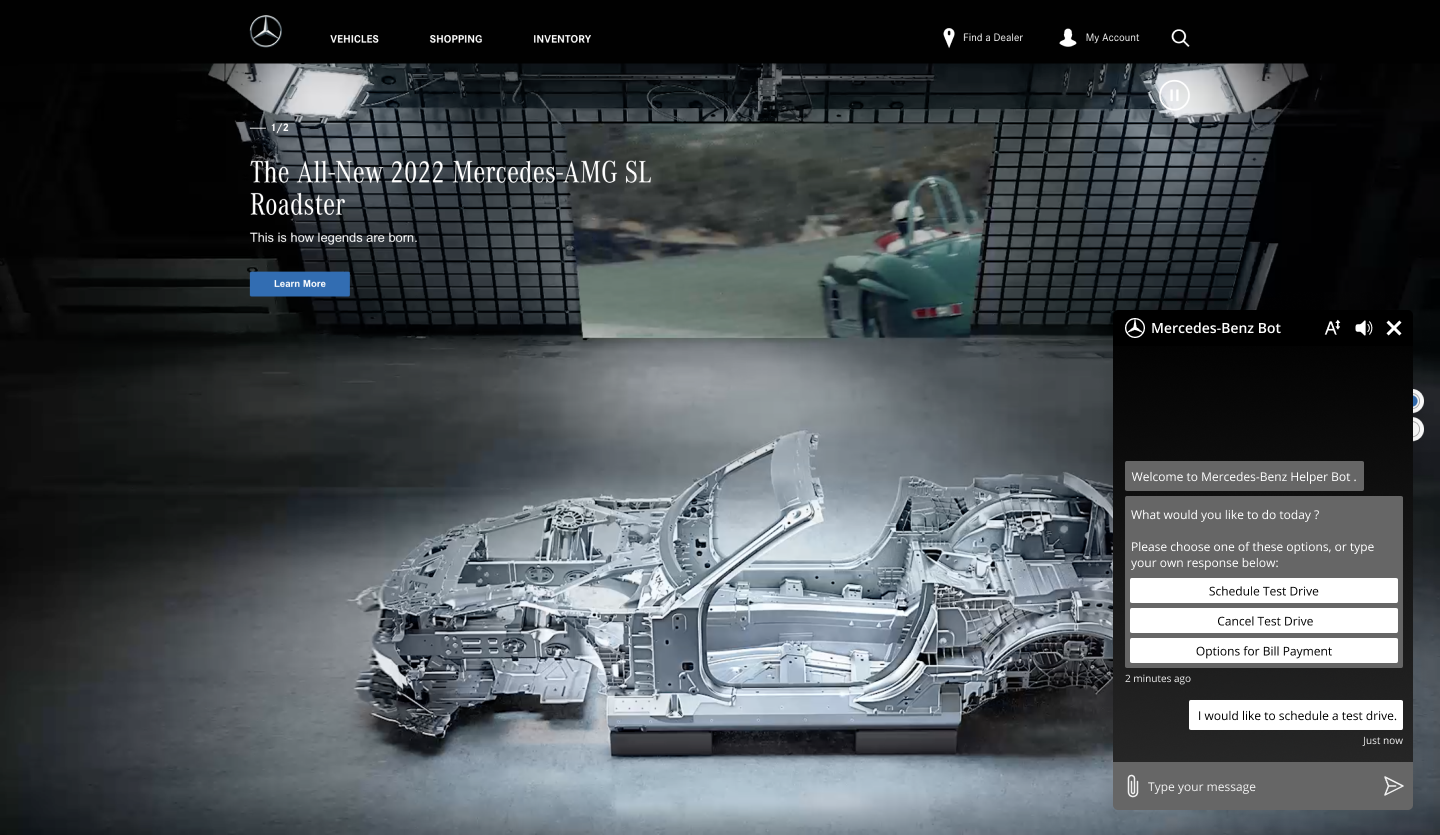 VEHICLES
SHOPPING
INVENTORY
Find a Dealer
My Account
1/2
The All-New 2022 Mercedes-AMG SL
Roadster
This is how legends are born.
Learn More
Mercedes-Benz Bot
A
Welcome to Mercedes-Benz Helper Bot .
What would you like to do today ?
Please choose one of these options, or type
your own response below:
Schedule Test Drive
Cancel Test Drive
Options for Bill Payment
2 minutes ago
I would like to schedule a test drive.
Just now
Type your message